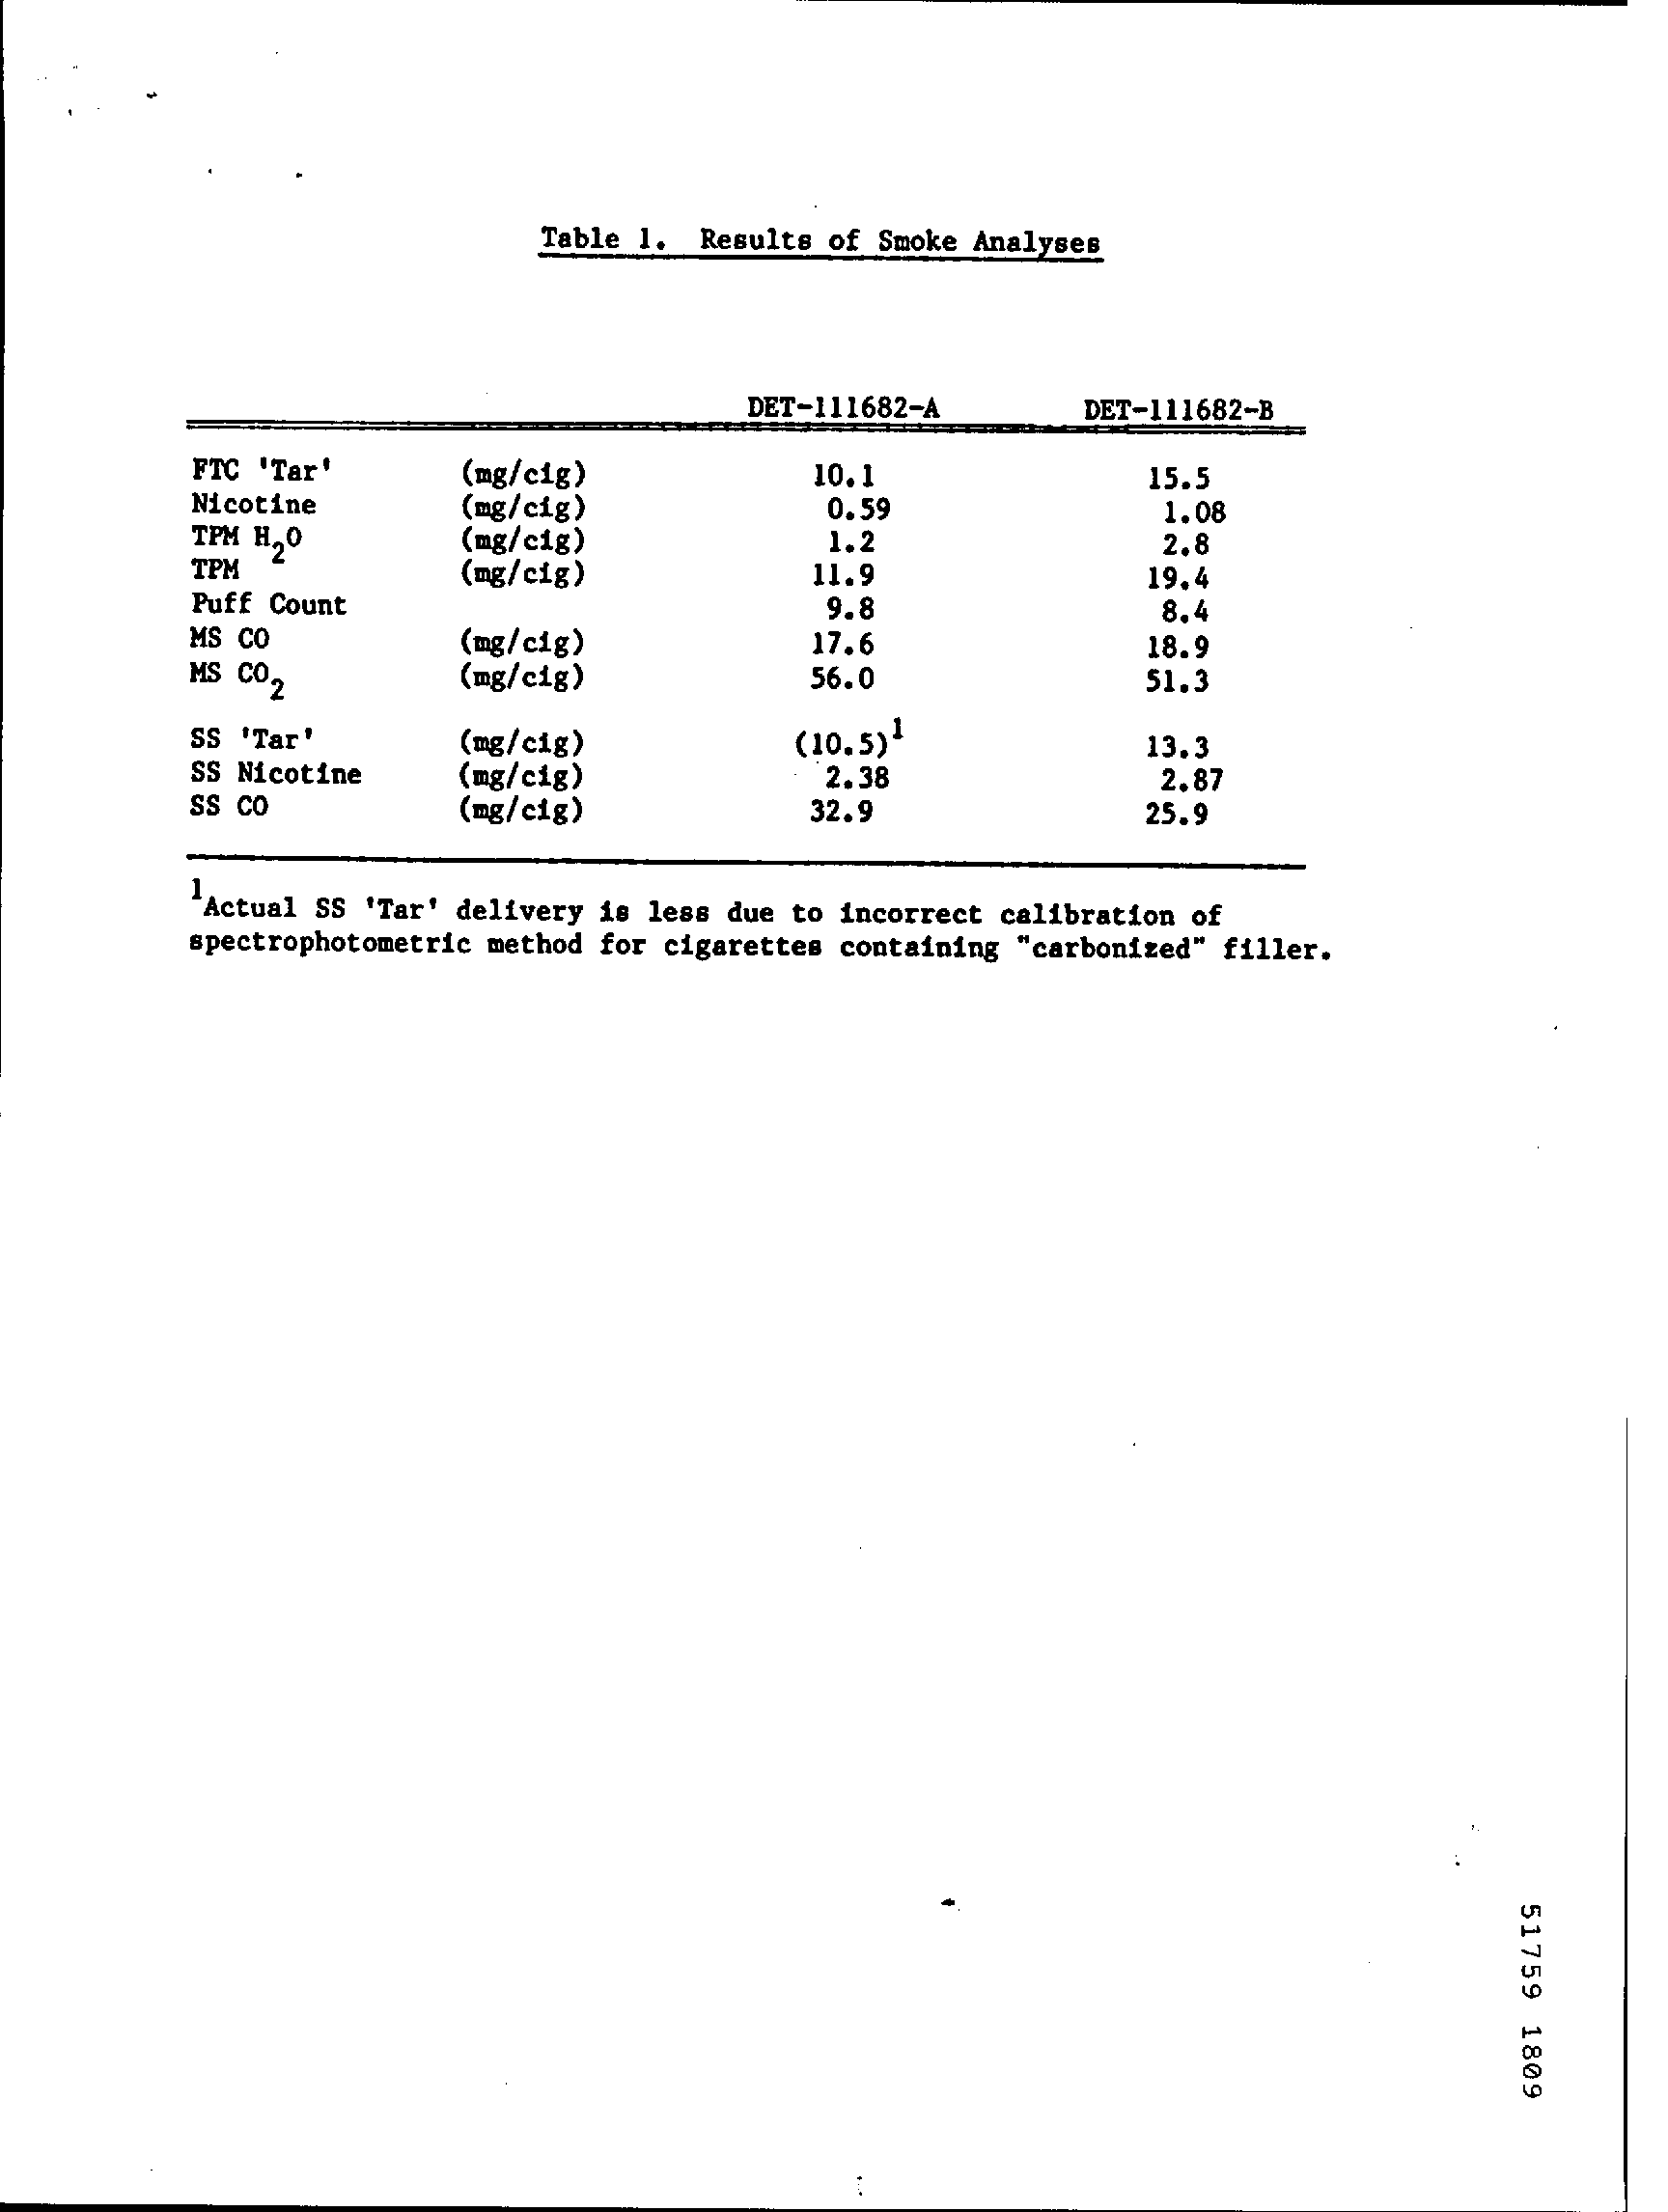 Table 1. Results of Smoke Analyses
DET-111682-A DET-111682-B
FTC 'Tar' (mg/cig) 10.1 15.5
Nicotine (mg/cig) 0.59 1.08
TPM H₂O (mg/cig) 1.2 2.8
TPM (mg/cig) 11.9 19.4
Puff Count 9.8 8.4
MS CO (mg/cig) 17.6 18.9
MS CO₂ (mg/cig) 56.0 51.3
SS 'Tar' (mg/cig) (10.5)¹ 13.3
SS Nicotine (mg/cig) 2.38 2.87
SS CO (mg/cig) 32.9 25.9
¹Actual SS 'Tar' delivery is less due to incorrect calibration of
spectrophotometric method for cigarettes containing "carbonized" filler.
51759 1809